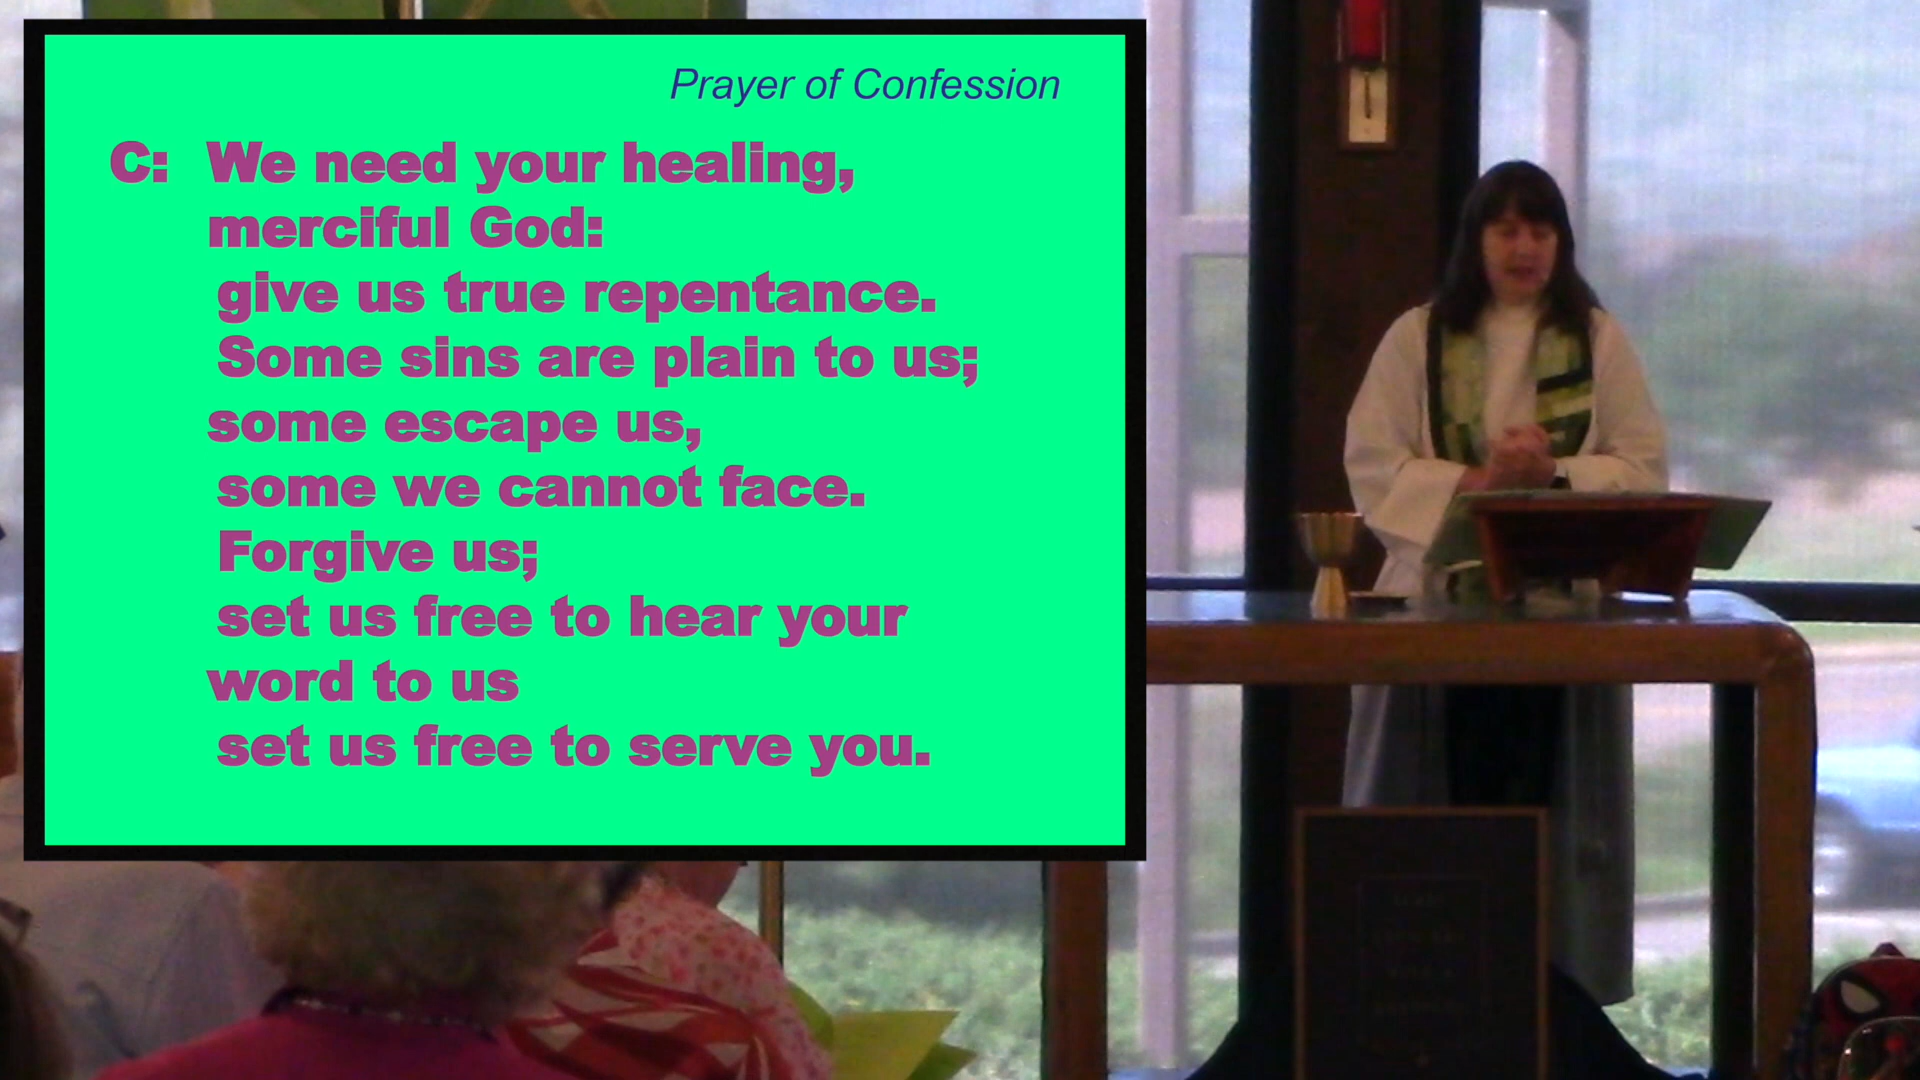 Prayer of Confession
C: We need your healing,
merciful God:
give us true repentance.
Some sins are plain to us;
some escape us,
some we cannot face.
Forgive us;
set us free to hear your
word to us
set us free to serve you.